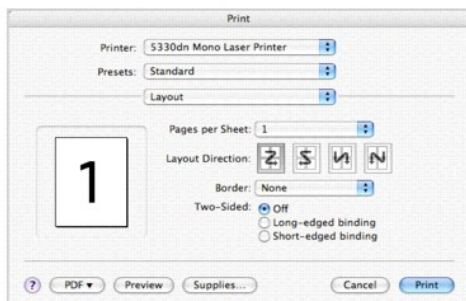 Print
Printer: 5330dn Mono Laser Printer
Presets: Standard
Layout
Pages per Sheet: 1
Layout Direction:
Border: None
Two-Sided: Off
Long-edged binding
Short-edged binding
1
? PDF Preview Supplies... Cancel Print